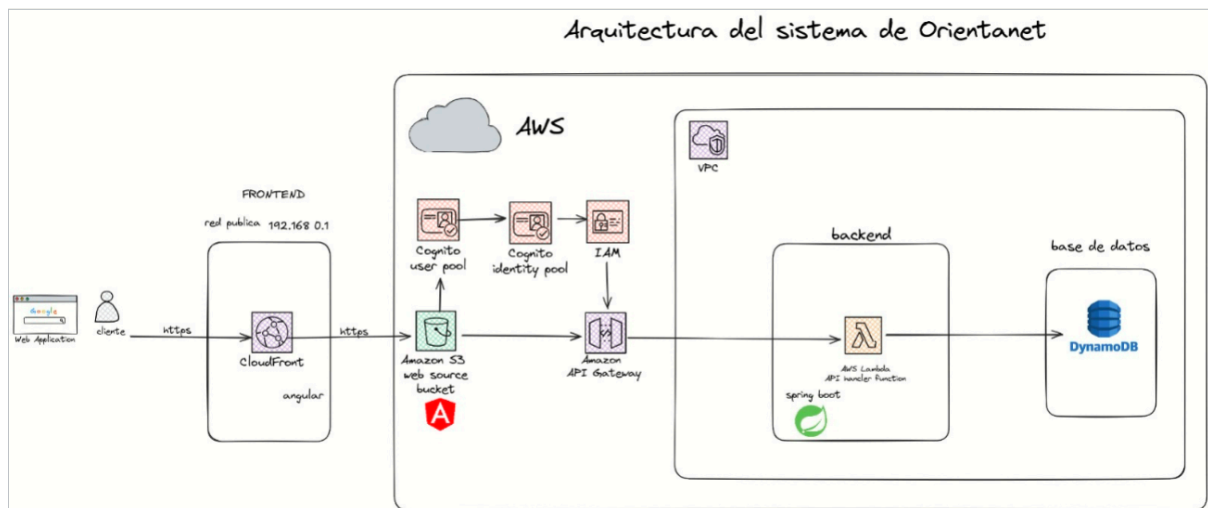 Arquitectura del sistema de Orientanet
AWS
VPC
FRONTEND
red publica 192.168 0.1
Cognito
user pool
Cognito
identity pool
IAM
backend
base de datos
Google
Web Application
cliente
https
CloudFront
angular
https
Amazon S3
web source
bucket
Amazon
API Gateway
AWS Lambda
API handler function
spring boot
DynamoDB
A